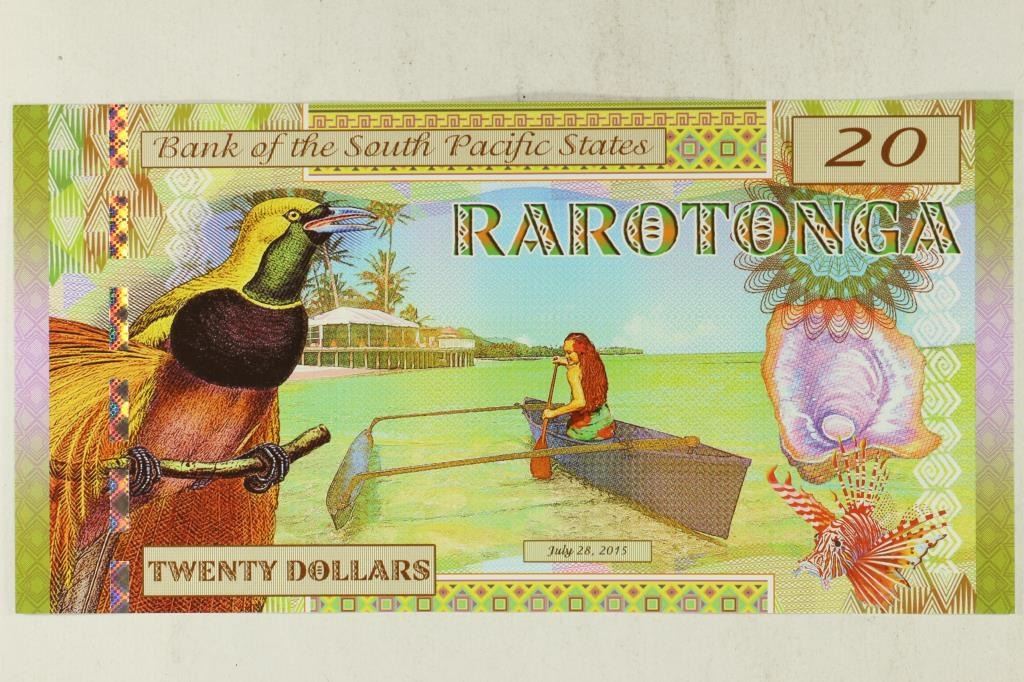 Bank of the South Pacific States
20
RAROTONGA
July 28, 2015
TWENTY DOLLARS